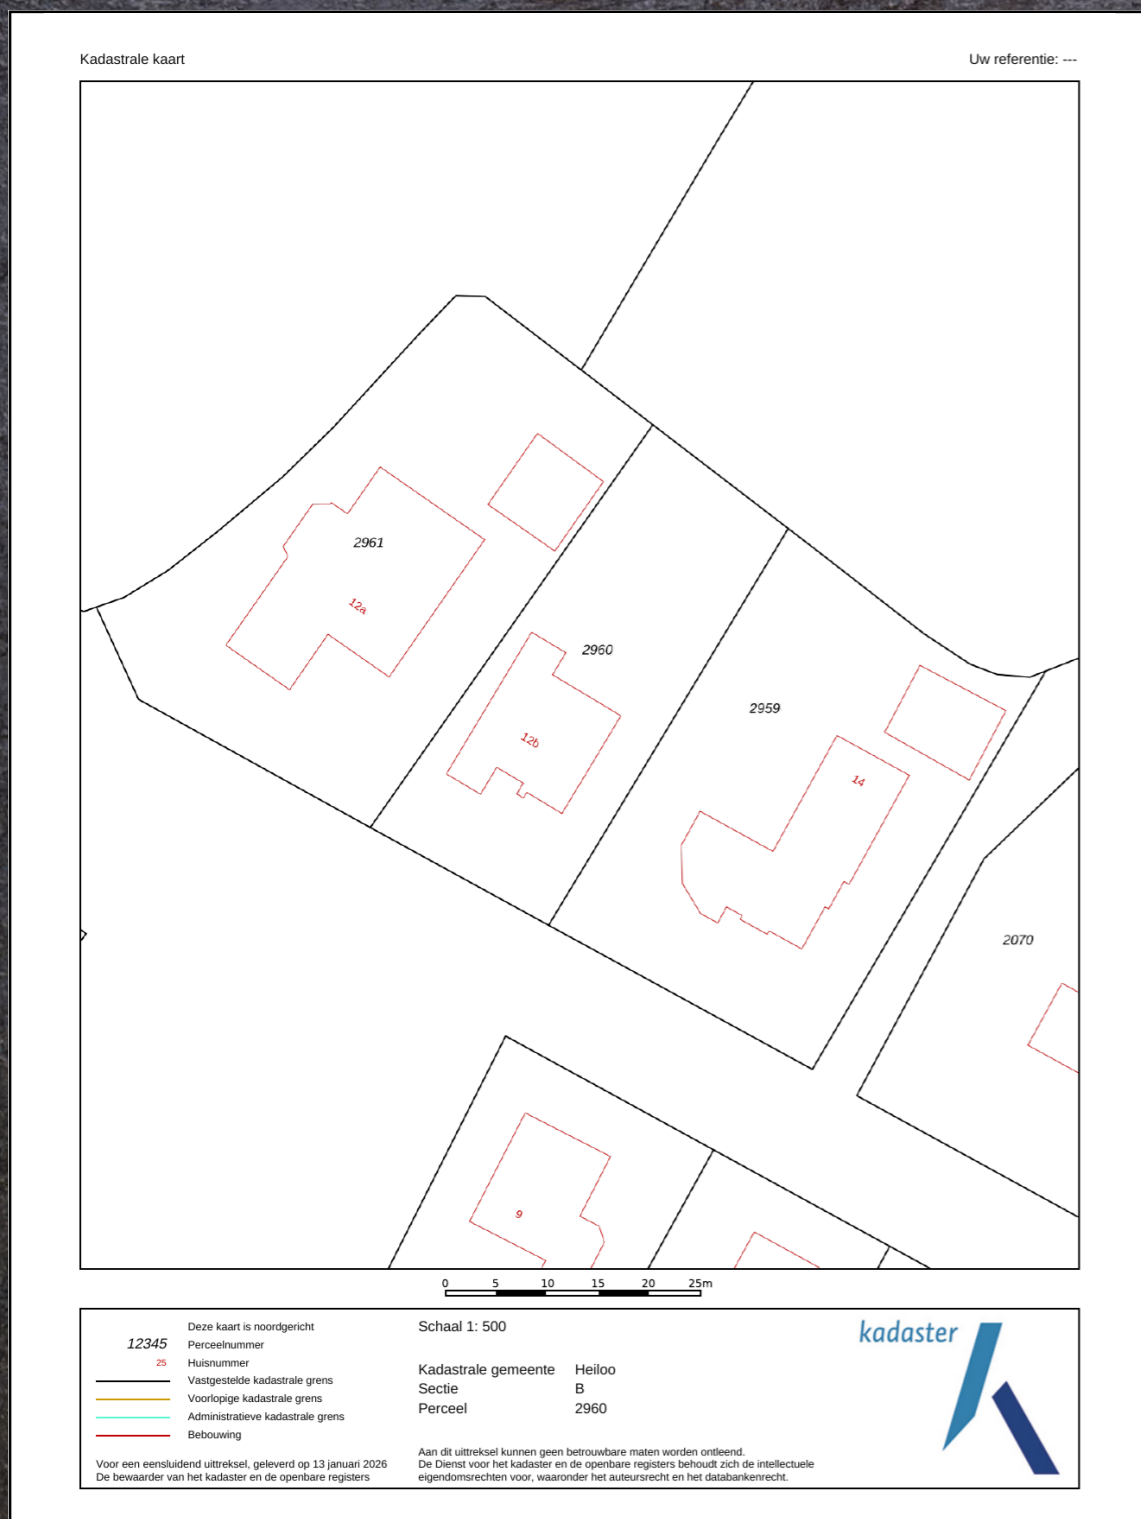 Kadastrale kaart
Uw referentie: ---
2961
12a
2960
12b
2959
14
2070
9
0 5 10 15 20 25m
Deze kaart is noordgericht
12345 Perceelnummer
25 Huisnummer
Vastgestelde kadastrale grens
Voorlopige kadastrale grens
Administratieve kadastrale grens
Bebouwing
Voor een eensluidend uittreksel, geleverd op 13 januari 2026
De bewaarder van het kadaster en de openbare registers
Schaal 1: 500
Kadastrale gemeente Heiloo
Sectie B
Perceel 2960
Aan dit uittreksel kunnen geen betrouwbare maten worden ontleend.
De Dienst voor het kadaster en de openbare registers behoudt zich de intellectuele
eigendomsrechten voor, waaronder het auteursrecht en het databankenrecht.
kadaster